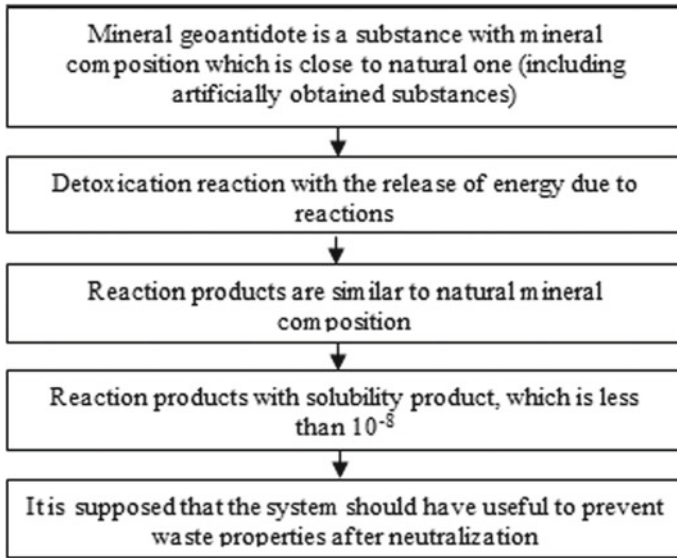 Mineral geoantidote is a substance with mineral
composition which is close to natural one (including
artificially obtained substances)
Detoxication reaction with the release of energy due to
reactions
Reaction products are similar to natural mineral
composition
Reaction products with solubility product, which is less
than 10⁻⁸
It is supposed that the system should have useful to prevent
waste properties after neutralization